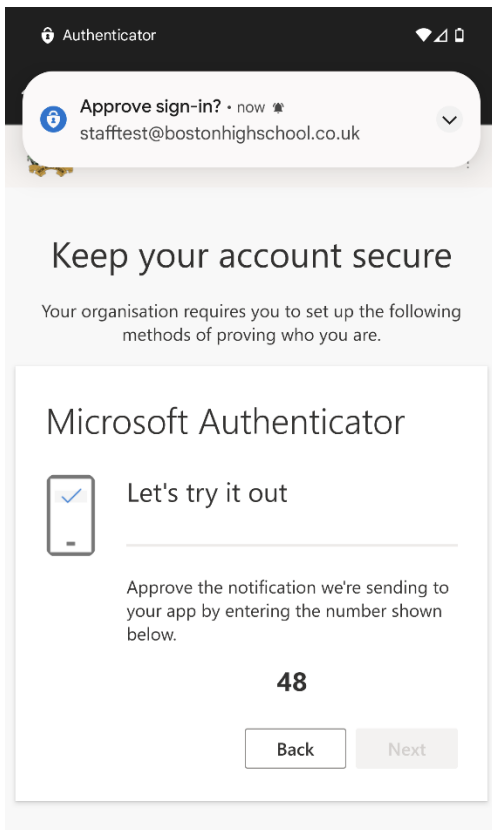 Authenticator
Approve sign-in? • now
stafftest@bostonhighschool.co.uk
Keep your account secure
Your organisation requires you to set up the following
methods of proving who you are.
Microsoft Authenticator
Let's try it out
Approve the notification we're sending to
your app by entering the number shown
below.
48
Back
Next